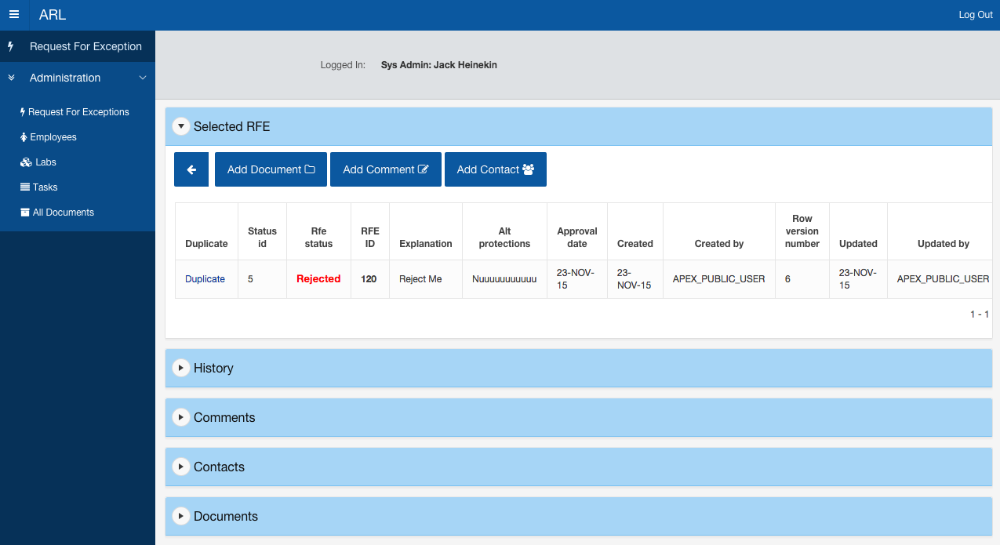 ARL
Log Out
Request For Exception
Administration
Request For Exceptions
Employees
Labs
Tasks
All Documents
Logged In: Sys Admin: Jack Heinekin
Selected RFE
Add Document Add Comment Add Contact
Duplicate Status id Rfe status RFE ID Explanation Alt protections Approval date Created Created by Row version number Updated Updated by
Duplicate 5 Rejected 120 Reject Me Nuuuuuuuuuuu 23-NOV-15 23-NOV-15 APEX_PUBLIC_USER 6 23-NOV-15 APEX_PUBLIC_USER
1 - 1
History
Comments
Contacts
Documents